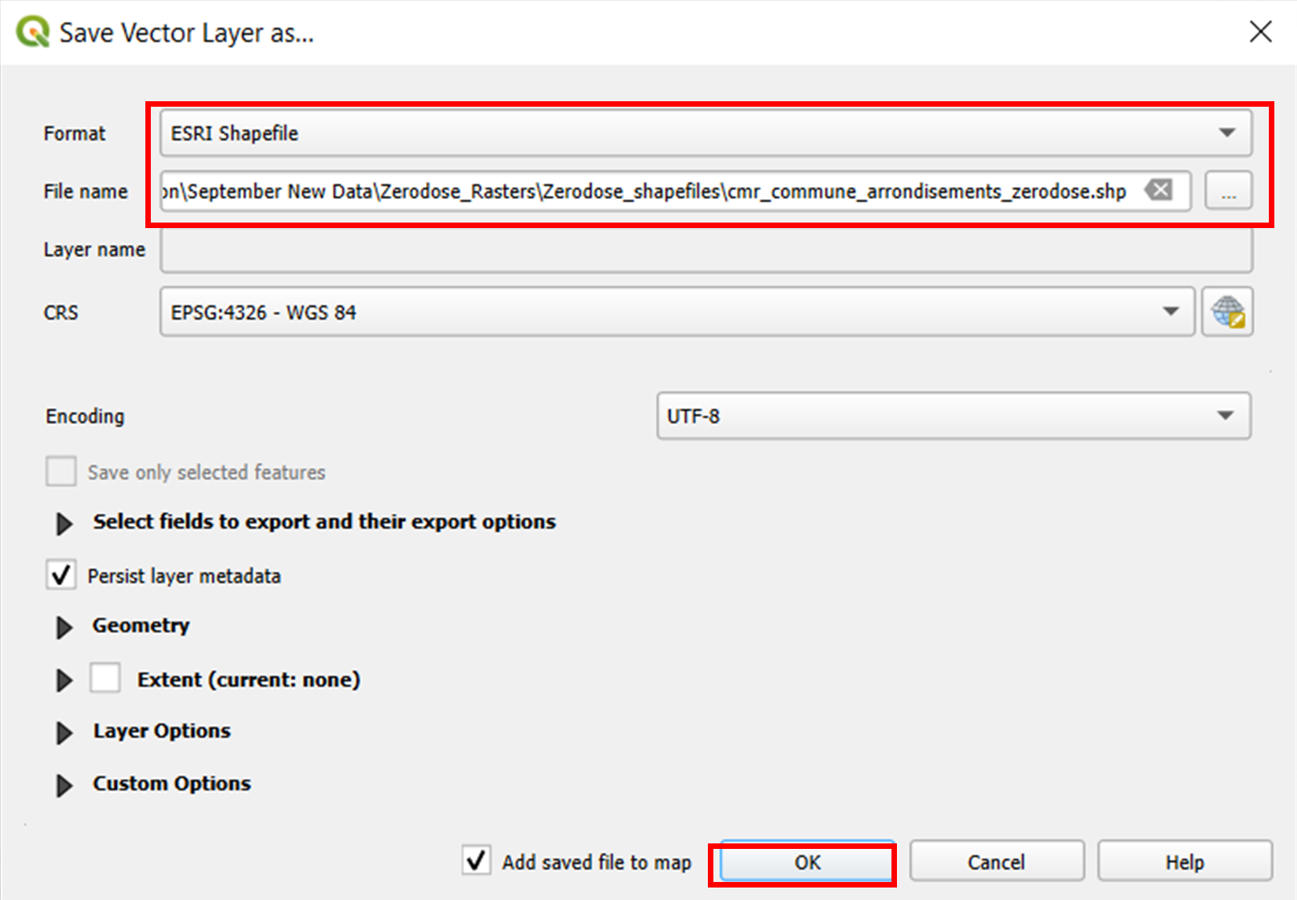 Save Vector Layer as...
Format ESRI Shapefile
File name on\September New Data\Zerodose_Rasters\Zerodose_shapefiles\cmr_commune_arrondisements_zerodose.shp ...
Layer name
CRS EPSG:4326 - WGS 84
Encoding UTF-8
Save only selected features
Select fields to export and their export options
Persist layer metadata
Geometry
Extent (current: none)
Layer Options
Custom Options
Add saved file to map OK Cancel Help